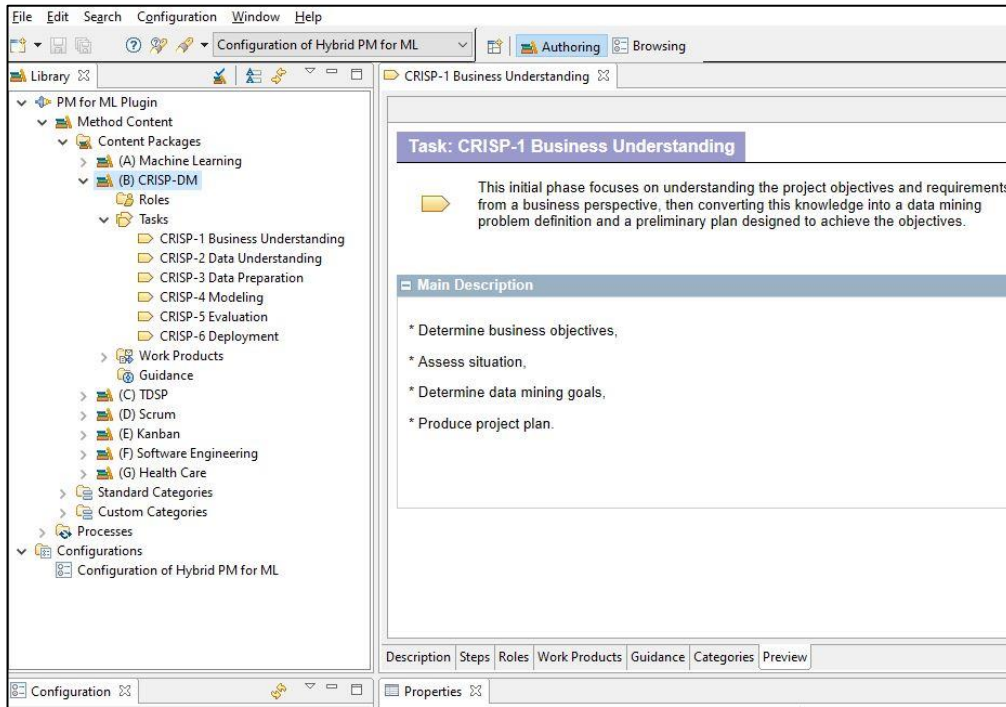 File Edit Search Configuration Window Help
Configuration of Hybrid PM for ML Authoring Browsing
Library
PM for ML Plugin
Method Content
Content Packages
(A) Machine Learning
(B) CRISP-DM
Roles
Tasks
CRISP-1 Business Understanding
CRISP-2 Data Understanding
CRISP-3 Data Preparation
CRISP-4 Modeling
CRISP-5 Evaluation
CRISP-6 Deployment
Work Products
Guidance
(C) TDSP
(D) Scrum
(E) Kanban
(F) Software Engineering
(G) Health Care
Standard Categories
Custom Categories
Processes
Configurations
Configuration of Hybrid PM for ML
CRISP-1 Business Understanding
Task: CRISP-1 Business Understanding
This initial phase focuses on understanding the project objectives and requirements
from a business perspective, then converting this knowledge into a data mining
problem definition and a preliminary plan designed to achieve the objectives.
Main Description
* Determine business objectives,
* Assess situation,
* Determine data mining goals,
* Produce project plan.
Description Steps Roles Work Products Guidance Categories Preview
Configuration
Properties